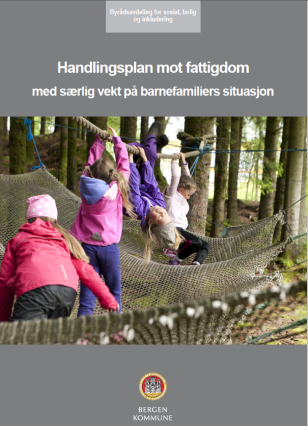 Byrådsavdeling for sosial, bolig
og inkludering
Handlingsplan mot fattigdom
med særlig vekt på barnefamiliers situasjon
BERGEN
KOMMUNE